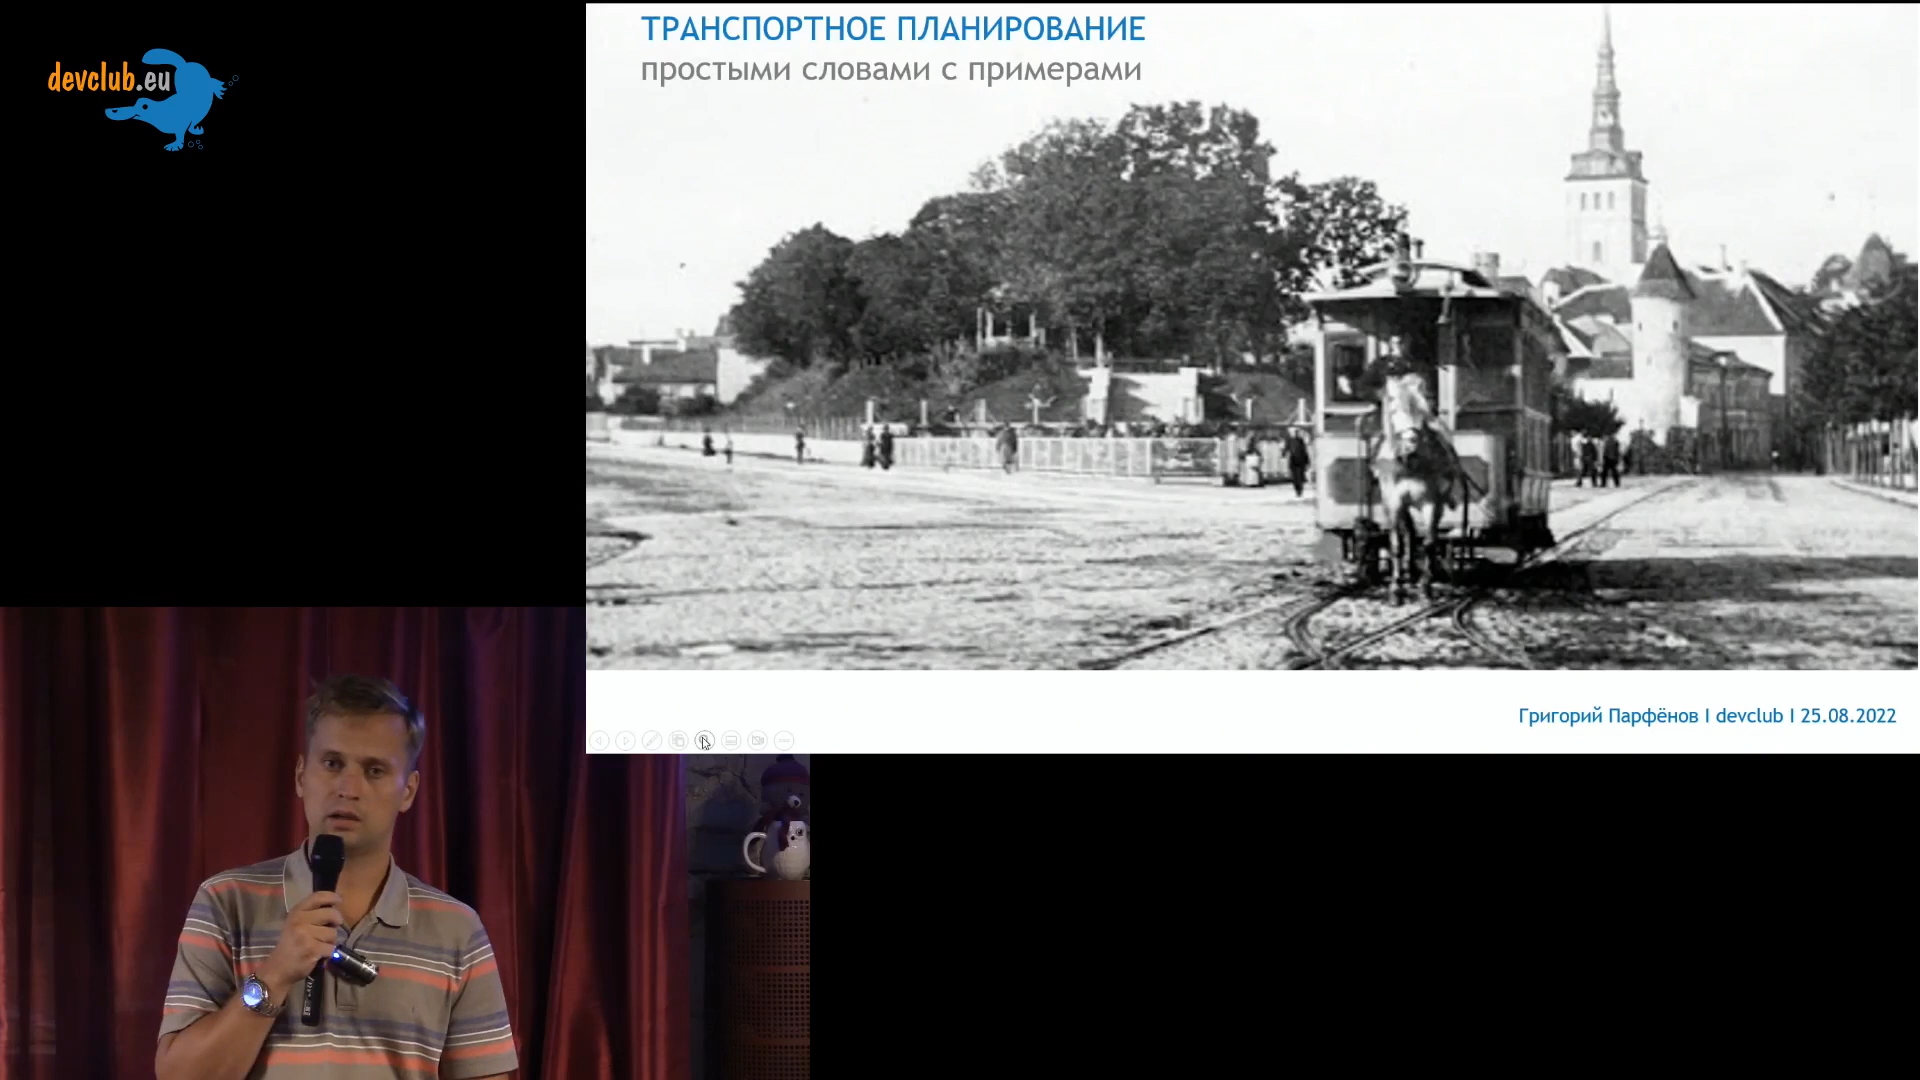 devclub.eu
ТРАНСПОРТНОЕ ПЛАНИРОВАНИЕ
простыми словами с примерами
Григорий Парфёнов I devclub I 25.08.2022